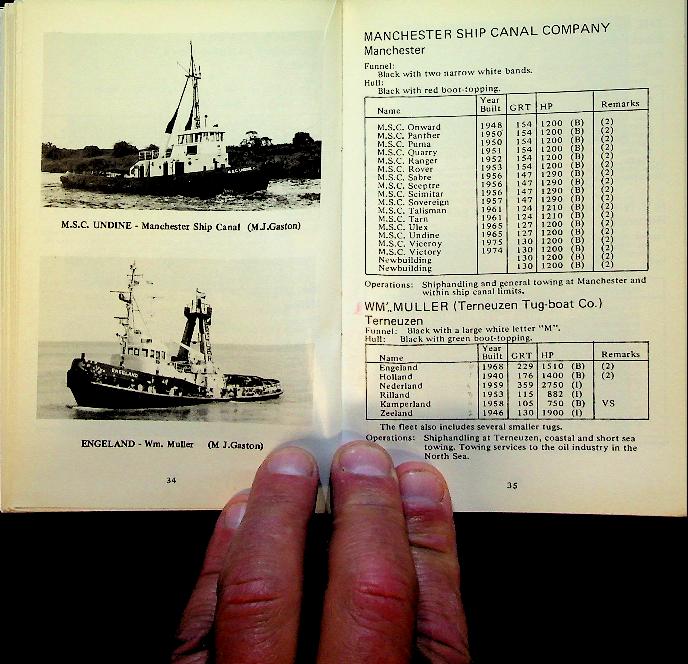 M.S.C. UNDINE - Manchester Ship Canal (M.J.Gaston)
ENGELAND - Wm. Muller (M J.Gaston)
34
MANCHESTER SHIP CANAL COMPANY
Manchester
Funnel:
Black with two narrow white bands.
Hull:
Black with red boot-topping.
Name Year Built GRT HP Remarks
M.S.C. Onward 1948 154 1200 (B) (2)
M.S.C. Panther 1950 154 1200 (B) (2)
M.S.C. Puma 1950 154 1200 (B) (2)
M.S.C. Quarry 1951 154 1200 (B) (2)
M.S.C. Ranger 1952 154 1200 (B) (2)
M.S.C. Rover 1953 154 1200 (B) (2)
M.S.C. Sabre 1956 147 1290 (B) (2)
M.S.C. Sceptre 1956 147 1290 (B) (2)
M.S.C. Scimitar 1956 147 1290 (B) (2)
M.S.C. Sovereign 1957 147 1290 (B) (2)
M.S.C. Talisman 1961 124 1210 (B) (2)
M.S.C. Tarn 1961 124 1210 (B) (2)
M.S.C. Ulex 1965 127 1200 (B) (2)
M.S.C. Undine 1965 127 1200 (B) (2)
M.S.C. Viceroy 1975 130 1200 (B) (2)
M.S.C. Victory 1974 130 1200 (B) (2)
Newbuilding 130 1200 (B) (2)
Newbuilding 130 1200 (B) (2)
Operations: Shiphandling and general towing at Manchester and
within ship canal limits.
WM. MULLER (Terneuzen Tug-boat Co.)
Terneuzen
Funnel: Black with a large white letter "M".
Hull: Black with green boot-topping.
Name Year Built GRT HP Remarks
Engeland 1968 229 1510 (B) (2)
Holland 1940 176 1400 (B) (2)
Nederland 1959 359 2750 (I)
Rilland 1953 115 882 (I)
Kamperland 1958 105 750 (B) VS
Zeeland 1946 130 1900 (I)
The fleet also includes several smaller tugs.
Operations: Shiphandling at Terneuzen, coastal and short sea
towing. Towing services to the oil industry in the
North Sea.
35